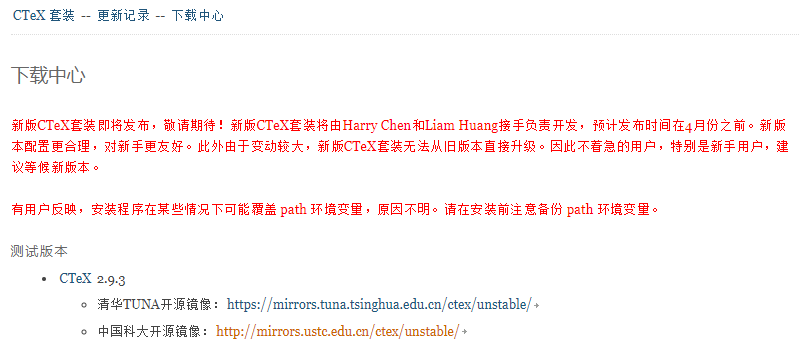 CTeX 套装 -- 更新记录 -- 下载中心
下载中心
新版CTeX套装即将发布，敬请期待！新版CTeX套装将由Harry Chen和Liam Huang接手负责开发，预计发布时间在4月份之前。新版
本配置更合理，对新手更友好。此外由于变动较大，新版CTeX套装无法从旧版本直接升级。因此不着急的用户，特别是新手用户，建
议等候新版本。
有用户反映，安装程序在某些情况下可能覆盖 path 环境变量，原因不明。请在安装前注意备份 path 环境变量。
测试版本
CTeX 2.9.3
清华TUNA开源镜像：https://mirrors.tuna.tsinghua.edu.cn/ctex/unstable/
中国科大开源镜像：http://mirrors.ustc.edu.cn/ctex/unstable/